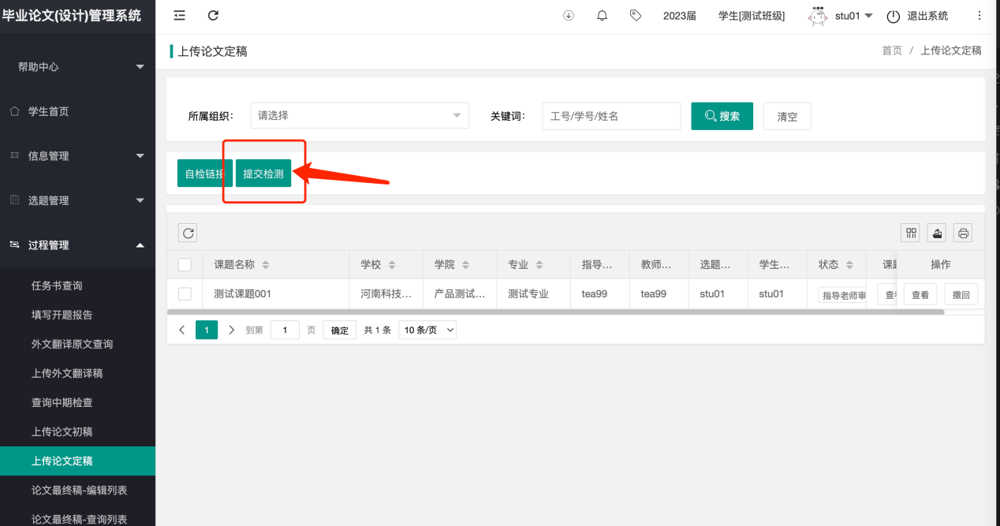 毕业论文(设计)管理系统
2023届 学生[测试班级] stu01 退出系统
帮助中心
学生首页
信息管理
选题管理
过程管理
任务书查询
填写开题报告
外文翻译原文查询
上传外文翻译稿
查询中期检查
上传论文初稿
上传论文定稿
论文最终稿-编辑列表
论文最终稿-查询列表
上传论文定稿
首页 / 上传论文定稿
所属组织: 请选择 关键词: 工号/学号/姓名 搜索 清空
自检链接 提交检测
课题名称 学校 学院 专业 指导... 教师... 选题... 学生... 状态 课题 操作
测试课题001 河南科技... 产品测试... 测试专业 tea99 tea99 stu01 stu01 指导老师审 查看 查看 撤回
1 到第 1 页 确定 共 1 条 10 条/页